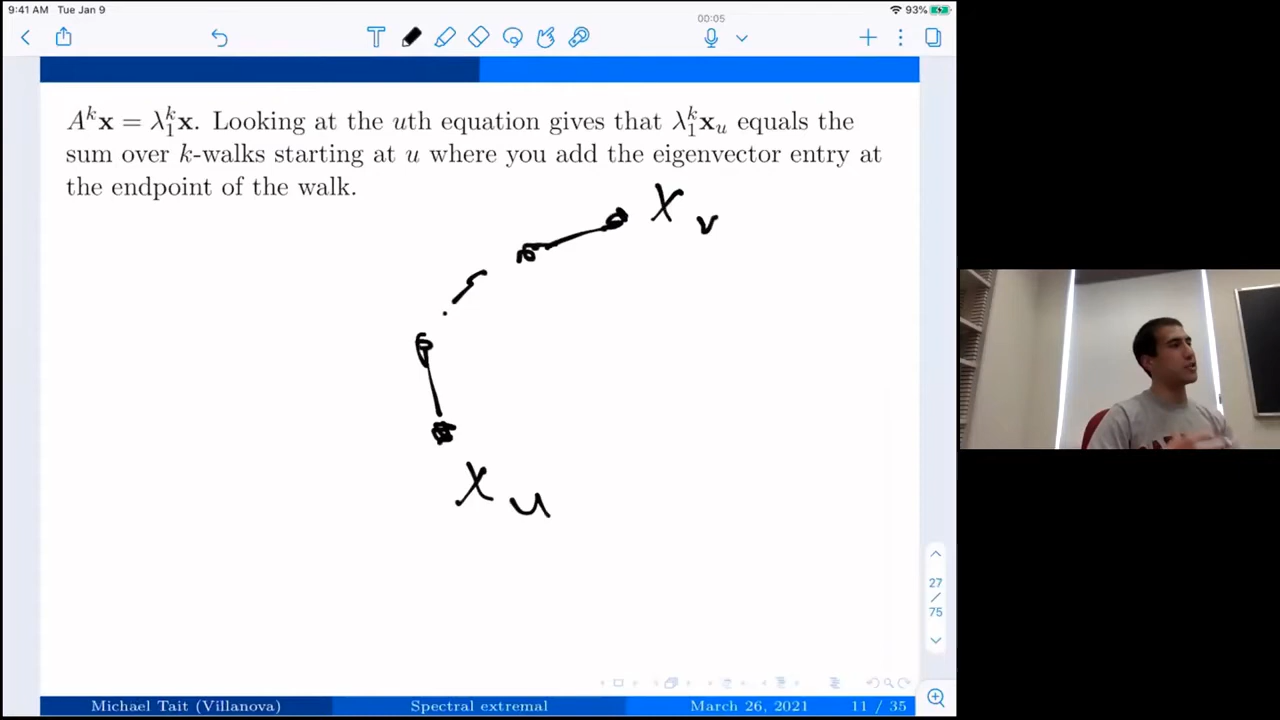 9:41 AM Tue Jan 9
93%
00:05
T
A^k x = λ_1^k x. Looking at the uth equation gives that λ_1^k x_u equals the
sum over k-walks starting at u where you add the eigenvector entry at
the endpoint of the walk.
X v
X u
27
/
75
Michael Tait (Villanova) Spectral extremal March 26, 2021 11 / 35